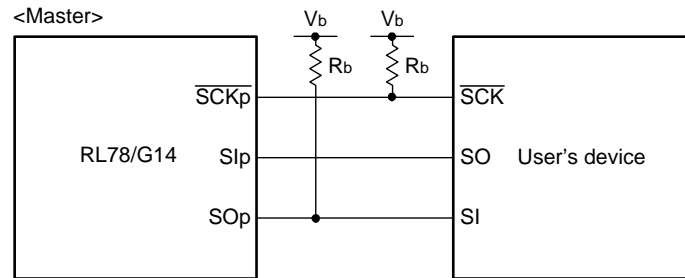 <Master>
Vb Vb
Rb Rb
SCKp SCK
RL78/G14 SIp SO User's device
SOp SI